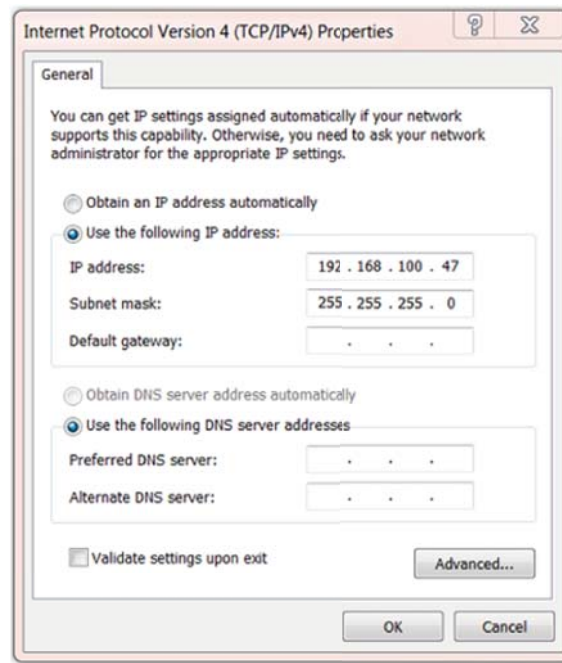 Internet Protocol Version 4 (TCP/IPv4) Properties
General
You can get IP settings assigned automatically if your network
supports this capability. Otherwise, you need to ask your network
administrator for the appropriate IP settings.
Obtain an IP address automatically
Use the following IP address:
IP address: 192 . 168 . 100 . 47
Subnet mask: 255 . 255 . 255 . 0
Default gateway: . . .
Obtain DNS server address automatically
Use the following DNS server addresses
Preferred DNS server: . . .
Alternate DNS server: . . .
Validate settings upon exit
Advanced...
OK Cancel